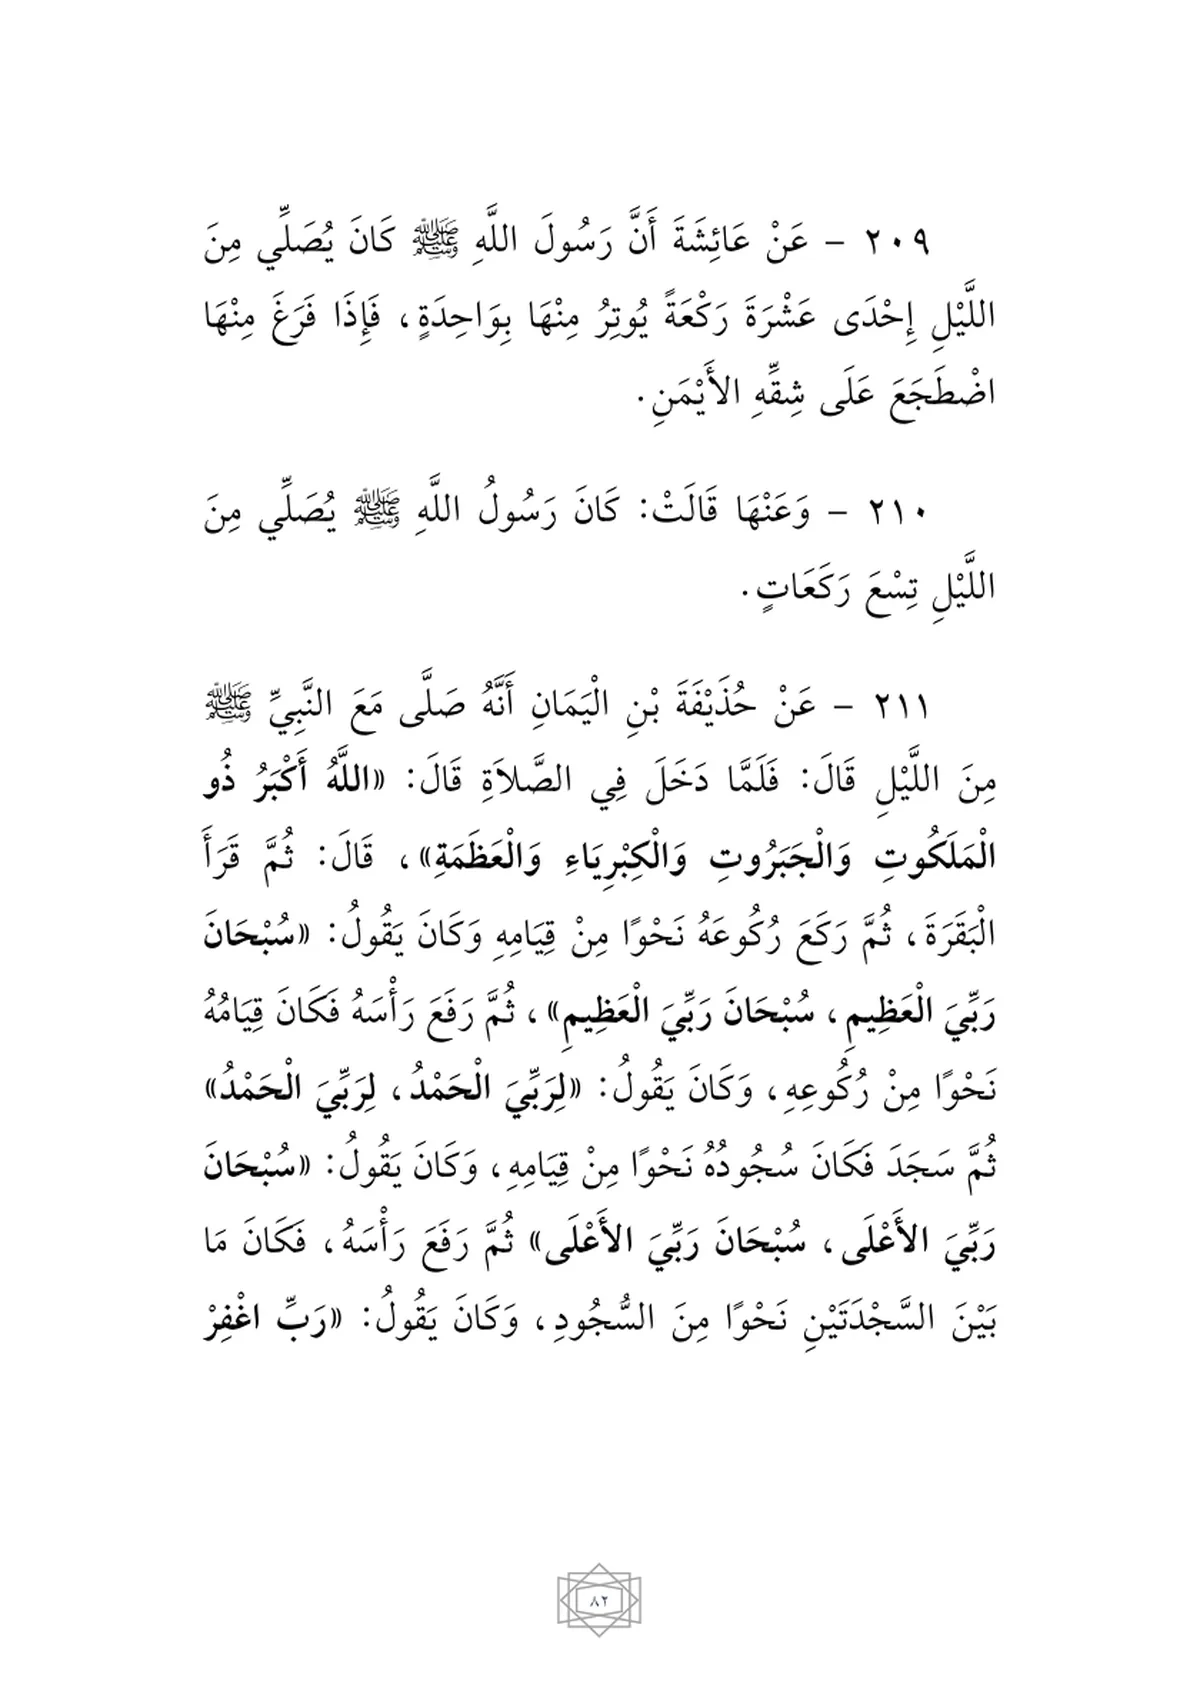 ٢٠٩ – عَنْ عَائِشَةَ أَنَّ رَسُولَ اللَّهِ ﷺ كَانَ يُصَلِّي مِنَ
اللَّيْلِ إِحْدَى عَشْرَةَ رَكْعَةً يُوتِرُ مِنْهَا بِوَاحِدَةٍ، فَإِذَا فَرَغَ مِنْهَا
اضْطَجَعَ عَلَى شِقِّهِ الأَيْمَنِ.
٢١٠ – وَعَنْهَا قَالَتْ: كَانَ رَسُولُ اللَّهِ ﷺ يُصَلِّي مِنَ
اللَّيْلِ تِسْعَ رَكَعَاتٍ.
٢١١ – عَنْ حُذَيْفَةَ بْنِ الْيَمَانِ أَنَّهُ صَلَّى مَعَ النَّبِيِّ ﷺ
مِنَ اللَّيْلِ قَالَ: فَلَمَّا دَخَلَ فِي الصَّلاَةِ قَالَ: «اللَّهُ أَكْبَرُ ذُو
الْمَلَكُوتِ وَالْجَبَرُوتِ وَالْكِبْرِيَاءِ وَالْعَظَمَةِ»، قَالَ: ثُمَّ قَرَأَ
الْبَقَرَةَ، ثُمَّ رَكَعَ رُكُوعَهُ نَحْوًا مِنْ قِيَامِهِ وَكَانَ يَقُولُ: «سُبْحَانَ
رَبِّيَ الْعَظِيمِ، سُبْحَانَ رَبِّيَ الْعَظِيمِ»، ثُمَّ رَفَعَ رَأْسَهُ فَكَانَ قِيَامُهُ
نَحْوًا مِنْ رُكُوعِهِ، وَكَانَ يَقُولُ: «لِرَبِّيَ الْحَمْدُ، لِرَبِّيَ الْحَمْدُ»
ثُمَّ سَجَدَ فَكَانَ سُجُودُهُ نَحْوًا مِنْ قِيَامِهِ، وَكَانَ يَقُولُ: «سُبْحَانَ
رَبِّيَ الأَعْلَى، سُبْحَانَ رَبِّيَ الأَعْلَى» ثُمَّ رَفَعَ رَأْسَهُ، فَكَانَ مَا
بَيْنَ السَّجْدَتَيْنِ نَحْوًا مِنَ السُّجُودِ، وَكَانَ يَقُولُ: «رَبِّ اغْفِرْ
٨٢